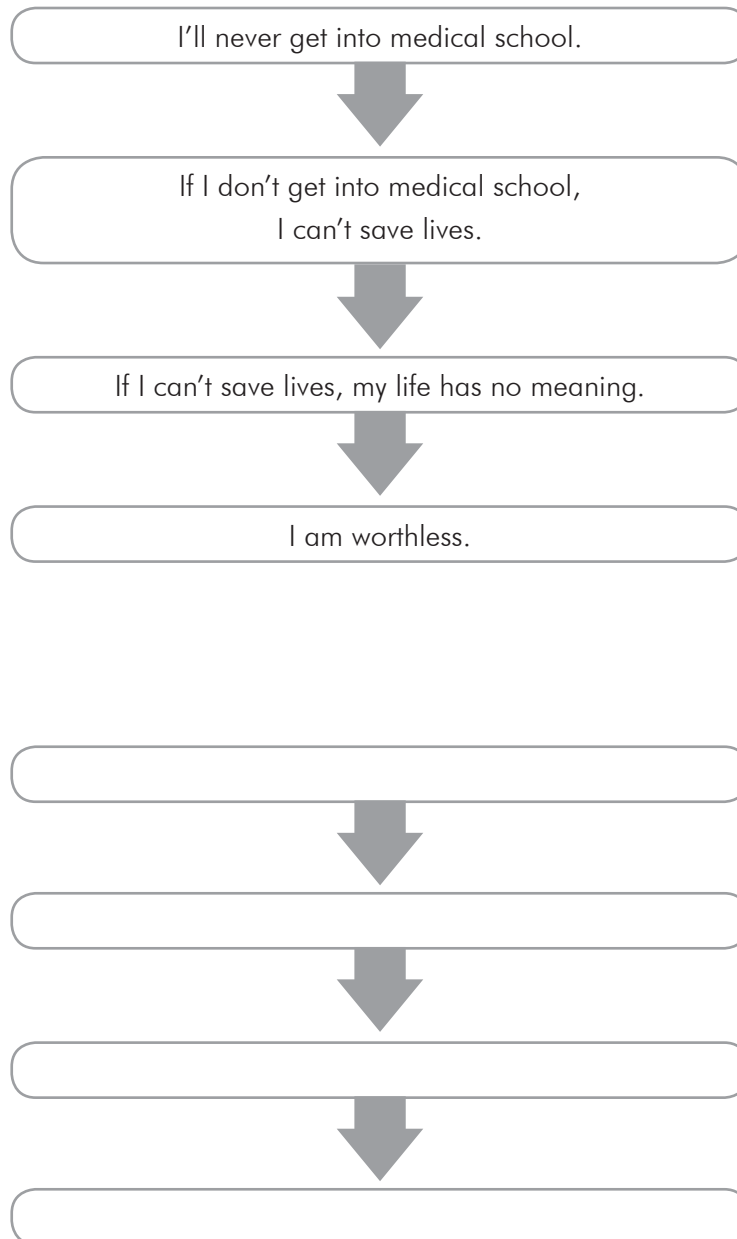 I’ll never get into medical school.
If I don’t get into medical school,
I can’t save lives.
If I can’t save lives, my life has no meaning.
I am worthless.